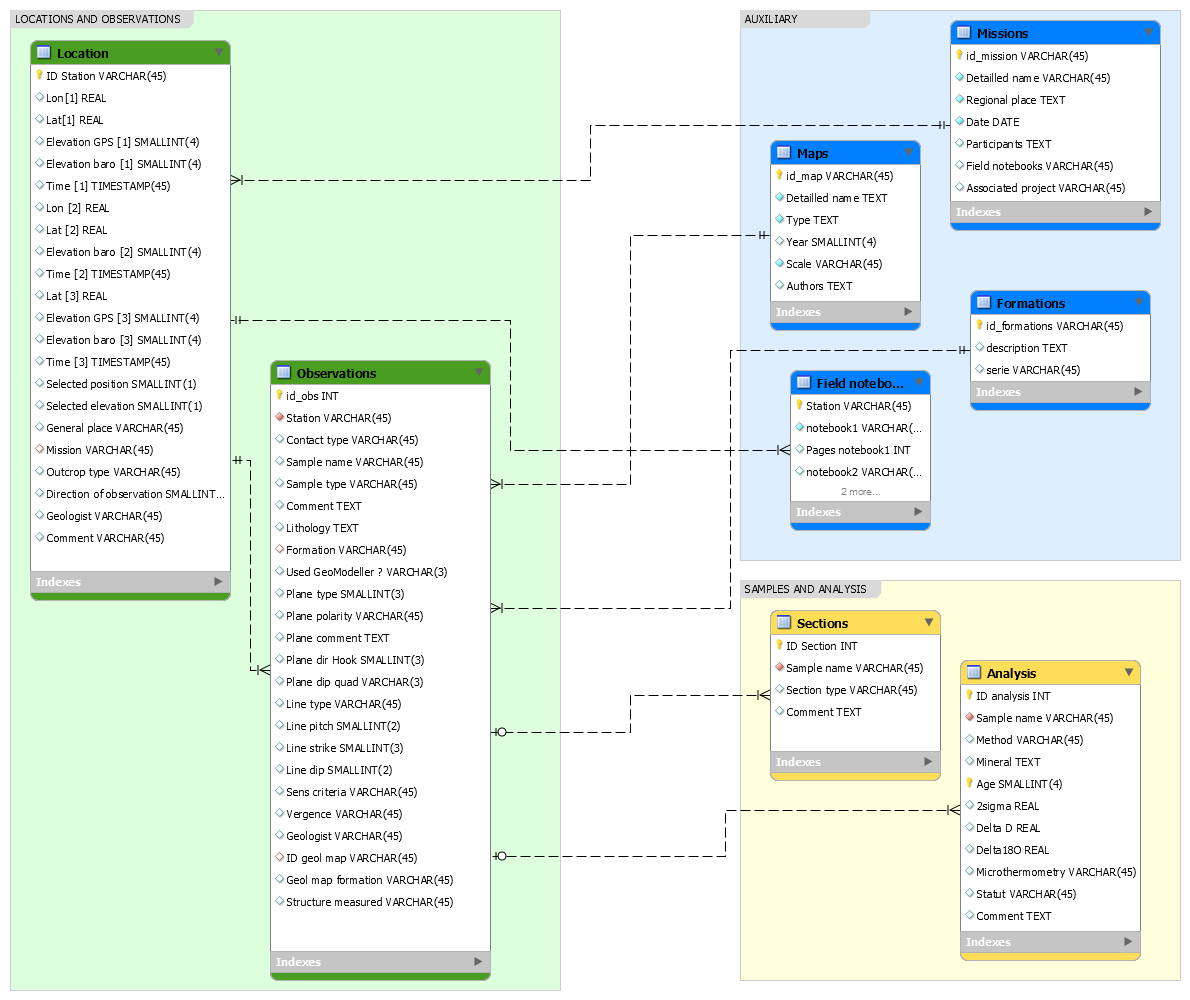 LOCATIONS AND OBSERVATIONS
Location
ID Station VARCHAR(45)
Lon[1] REAL
Lat[1] REAL
Elevation GPS [1] SMALLINT(4)
Elevation baro [1] SMALLINT(4)
Time [1] TIMESTAMP(45)
Lon [2] REAL
Lat [2] REAL
Elevation baro [2] SMALLINT(4)
Time [2] TIMESTAMP(45)
Lat [3] REAL
Elevation GPS [3] SMALLINT(4)
Elevation baro [3] SMALLINT(4)
Time [3] TIMESTAMP(45)
Selected position SMALLINT(1)
Selected elevation SMALLINT(1)
General place VARCHAR(45)
Mission VARCHAR(45)
Outcrop type VARCHAR(45)
Direction of observation SMALLINT...
Geologist VARCHAR(45)
Comment VARCHAR(45)
Indexes
Observations
id_obs INT
Station VARCHAR(45)
Contact type VARCHAR(45)
Sample name VARCHAR(45)
Sample type VARCHAR(45)
Comment TEXT
Lithology TEXT
Formation VARCHAR(45)
Used GeoModeller ? VARCHAR(3)
Plane type SMALLINT(3)
Plane polarity VARCHAR(45)
Plane comment TEXT
Plane dir Hook SMALLINT(3)
Plane dip quad VARCHAR(3)
Line type VARCHAR(45)
Line pitch SMALLINT(2)
Line strike SMALLINT(3)
Line dip SMALLINT(2)
Sens criteria VARCHAR(45)
Vergence VARCHAR(45)
Geologist VARCHAR(45)
ID geol map VARCHAR(45)
Geol map formation VARCHAR(45)
Structure measured VARCHAR(45)
Indexes
AUXILIARY
Missions
id_mission VARCHAR(45)
Detailled name VARCHAR(45)
Regional place TEXT
Date DATE
Participants TEXT
Field notebooks VARCHAR(45)
Associated project VARCHAR(45)
Indexes
Maps
id_map VARCHAR(45)
Detailled name TEXT
Type TEXT
Year SMALLINT(4)
Scale VARCHAR(45)
Authors TEXT
Indexes
Formations
id_formations VARCHAR(45)
description TEXT
serie VARCHAR(45)
Indexes
Field notebo...
Station VARCHAR(45)
notebook1 VARCHAR(...
Pages notebook1 INT
notebook2 VARCHAR(...
2 more...
Indexes
SAMPLES AND ANALYSIS
Sections
ID Section INT
Sample name VARCHAR(45)
Section type VARCHAR(45)
Comment TEXT
Indexes
Analysis
ID analysis INT
Sample name VARCHAR(45)
Method VARCHAR(45)
Mineral TEXT
Age SMALLINT(4)
2sigma REAL
Delta D REAL
Delta18O REAL
Microthermometry VARCHAR(45)
Statut VARCHAR(45)
Comment TEXT
Indexes